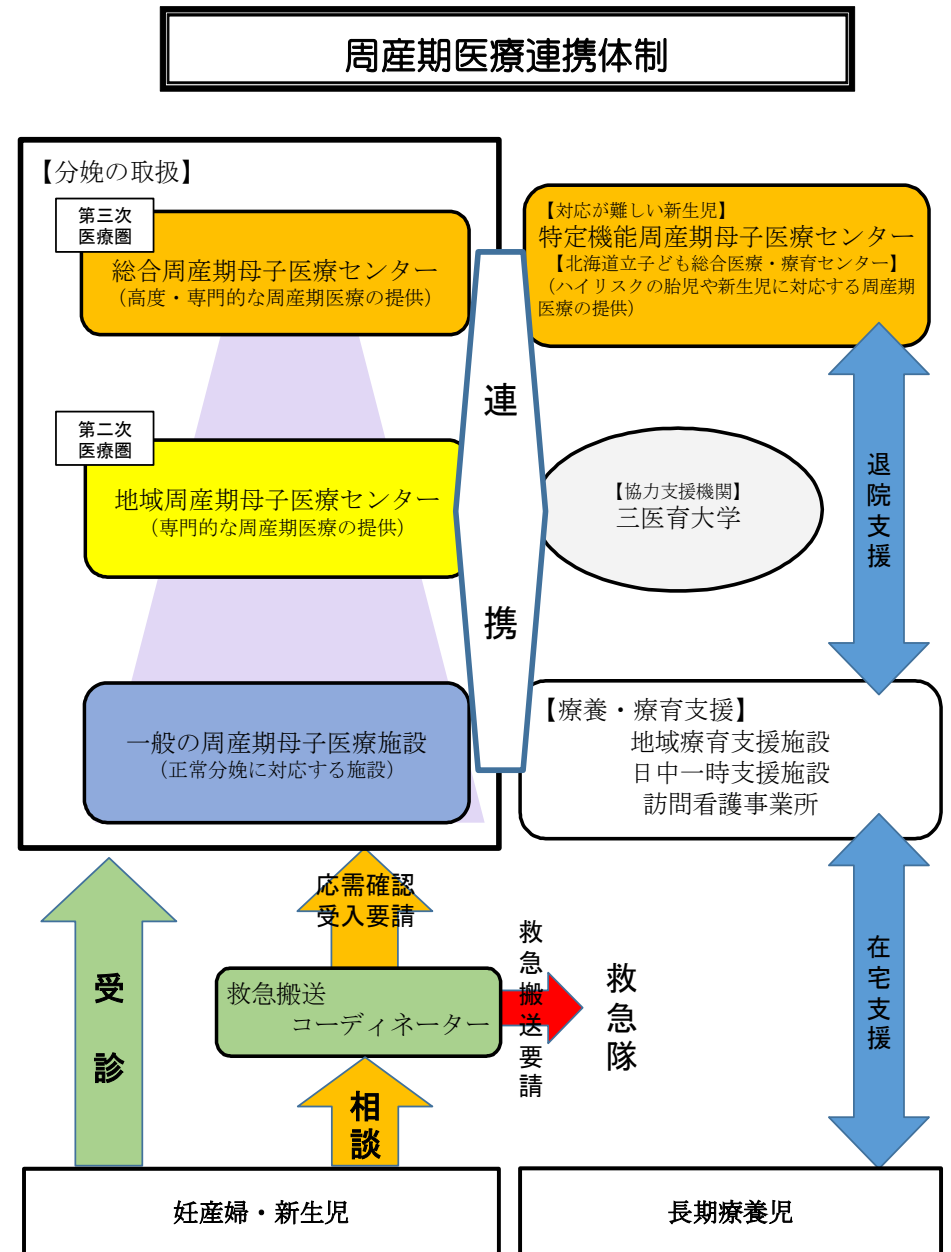 周産期医療連携体制
【分娩の取扱】
第三次
医療圏
総合周産期母子医療センター
（高度・専門的な周産期医療の提供）
第二次
医療圏
地域周産期母子医療センター
（専門的な周産期医療の提供）
一般の周産期母子医療施設
（正常分娩に対応する施設）
連携
【対応が難しい新生児】
特定機能周産期母子医療センター
【北海道立子ども総合医療・療育センター】
（ハイリスクの胎児や新生児に対応する周産期
医療の提供）
【協力支援機関】
三医育大学
退院支援
【療養・療育支援】
地域療育支援施設
日中一時支援施設
訪問看護事業所
応需確認
受入要請
救急搬送
コーディネーター
救急搬送要請
救急隊
受診
相談
在宅支援
妊産婦・新生児
長期療養児